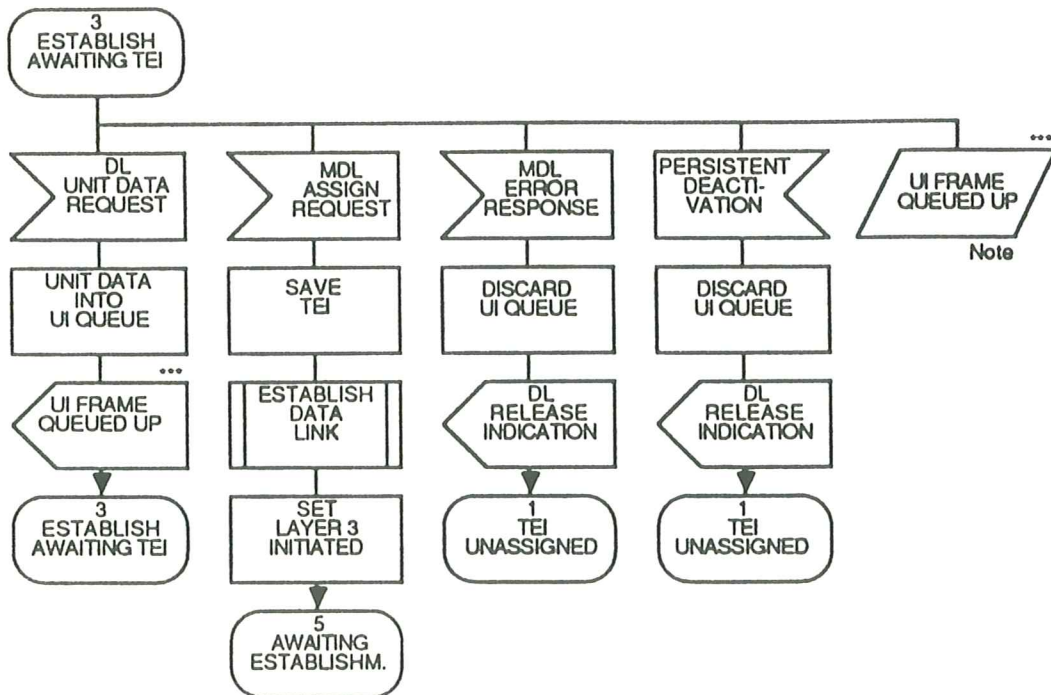 3
ESTABLISH
AWAITING TEI
DL
UNIT DATA
REQUEST
MDL
ASSIGN
REQUEST
MDL
ERROR
RESPONSE
PERSISTENT
DEACTI-
VATION
...
UI FRAME
QUEUED UP
Note
UNIT DATA
INTO
UI QUEUE
SAVE
TEI
DISCARD
UI QUEUE
DISCARD
UI QUEUE
...
UI FRAME
QUEUED UP
ESTABLISH
DATA
LINK
DL
RELEASE
INDICATION
DL
RELEASE
INDICATION
3
ESTABLISH
AWAITING TEI
SET
LAYER 3
INITIATED
1
TEI
UNASSIGNED
1
TEI
UNASSIGNED
5
AWAITING
ESTABLISHM.